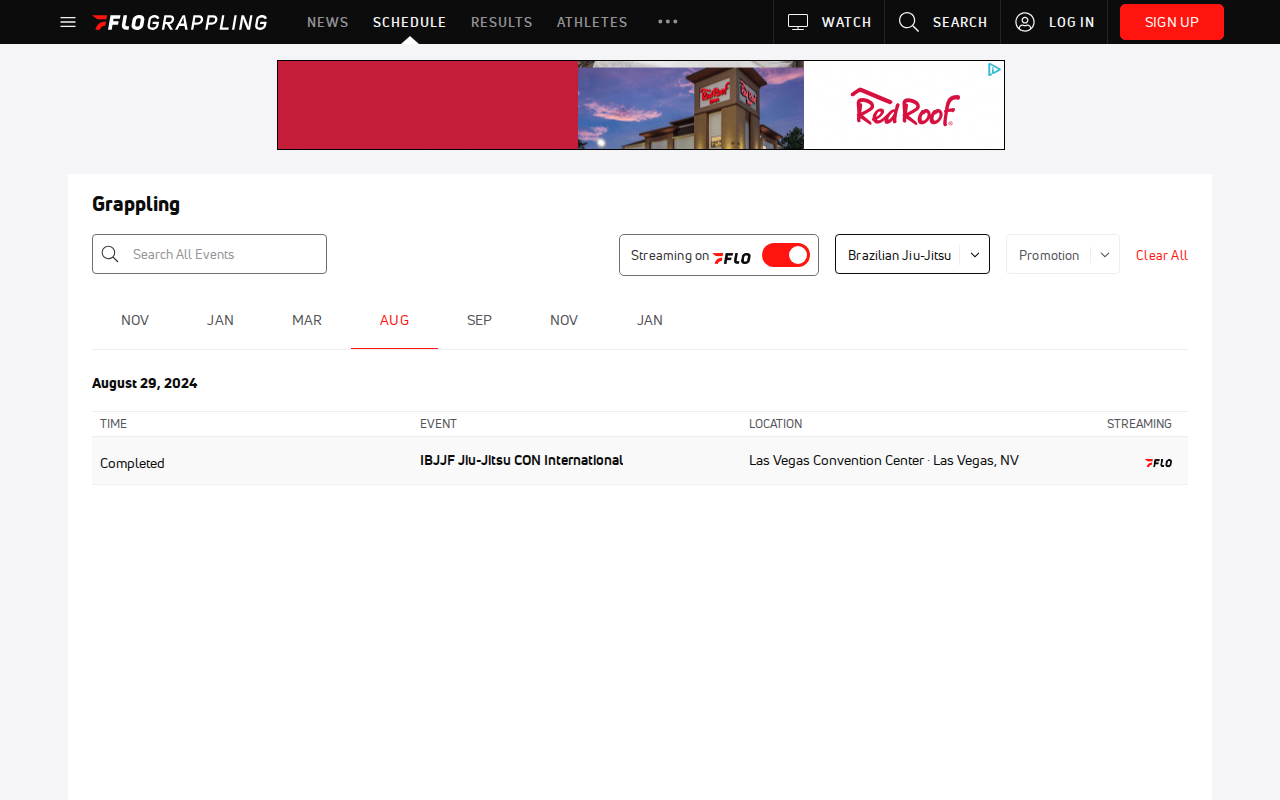 FLOGRAPPLING NEWS SCHEDULE RESULTS ATHLETES WATCH SEARCH LOG IN SIGN UP
Red Roof
Red Roof
Grappling
Search All Events Streaming on FLO Brazilian Jiu-Jitsu Promotion Clear All
NOV JAN MAR AUG SEP NOV JAN
August 29, 2024
TIME EVENT LOCATION STREAMING
Completed IBJJF Jiu-Jitsu CON International Las Vegas Convention Center · Las Vegas, NV FLO